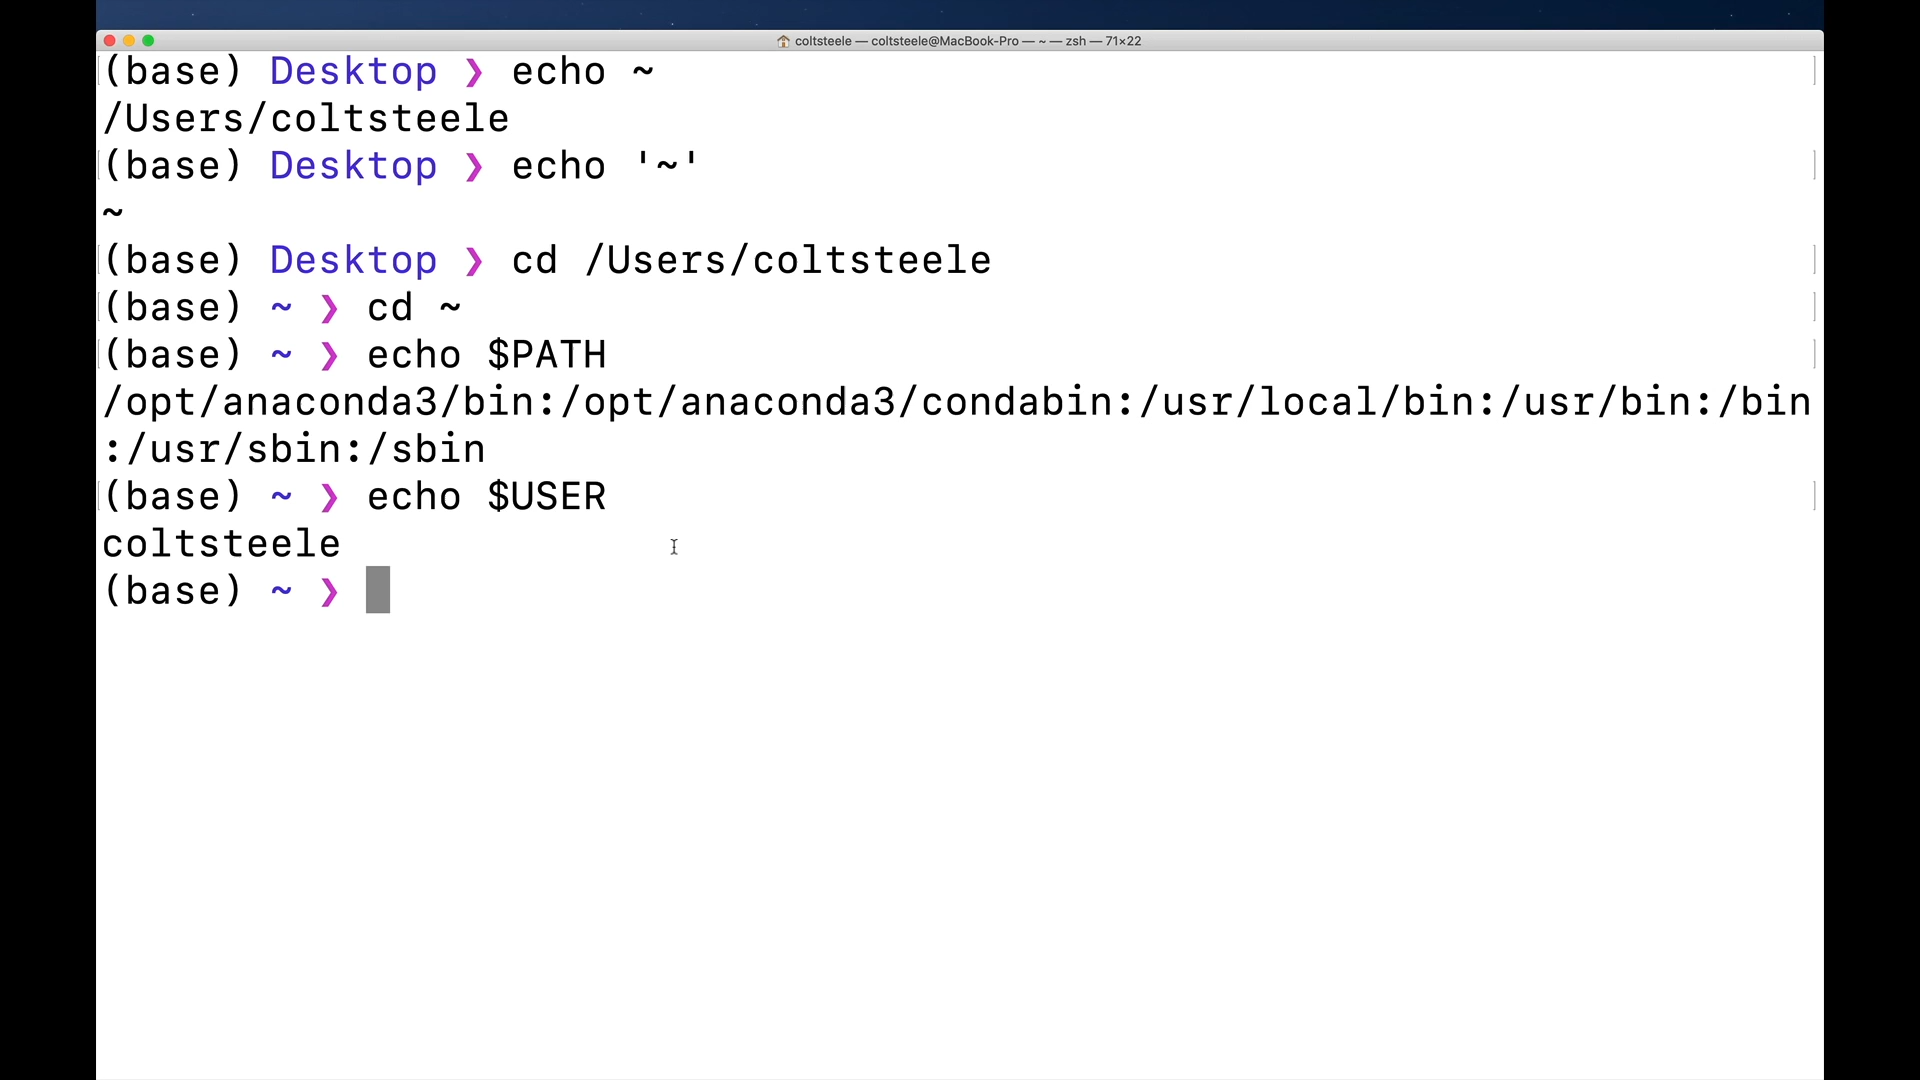 coltsteele — coltsteele@MacBook-Pro — ~ — zsh — 71×22
(base) Desktop ❯ echo ~
/Users/coltsteele
(base) Desktop ❯ echo '~'
~
(base) Desktop ❯ cd /Users/coltsteele
(base) ~ ❯ cd ~
(base) ~ ❯ echo $PATH
/opt/anaconda3/bin:/opt/anaconda3/condabin:/usr/local/bin:/usr/bin:/bin
:/usr/sbin:/sbin
(base) ~ ❯ echo $USER
coltsteele
(base) ~ ❯